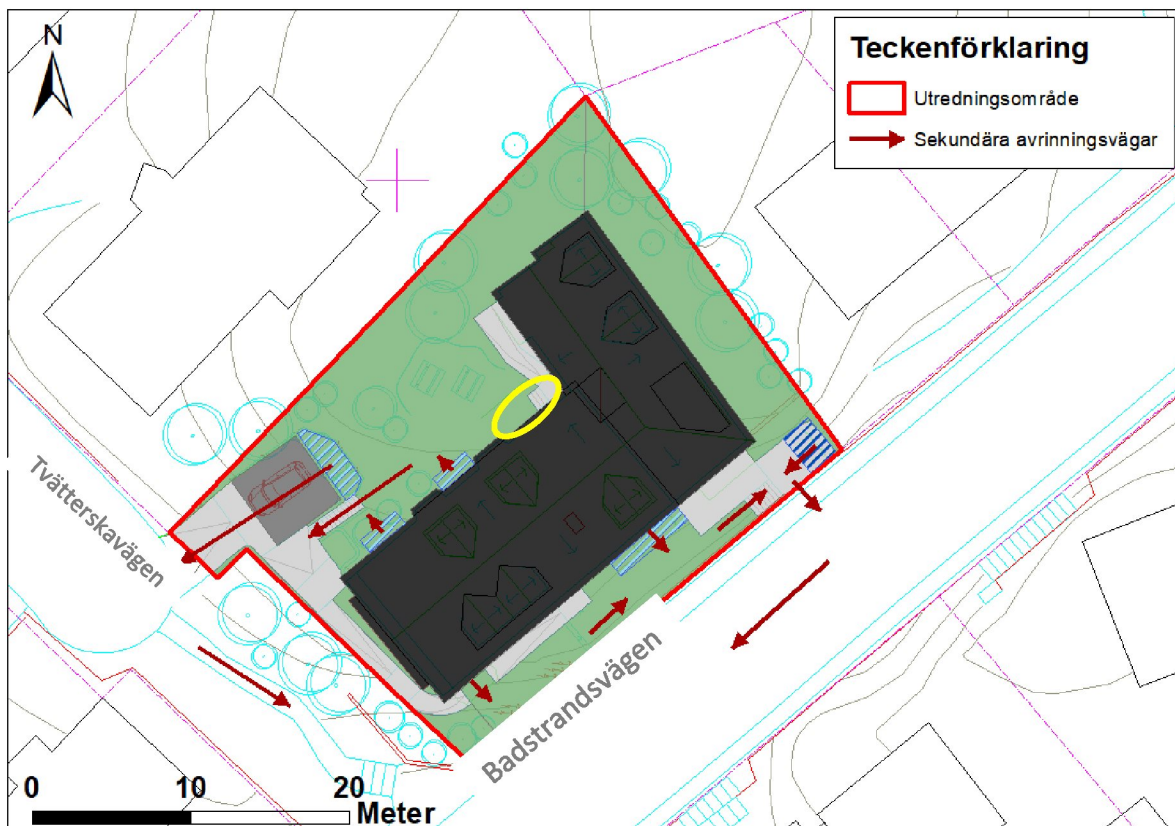 N
Teckenförklaring
Utredningsområde
Sekundära avrinningsvägar
Tvätterskavägen
Badstrandsvägen
0 10 20
Meter